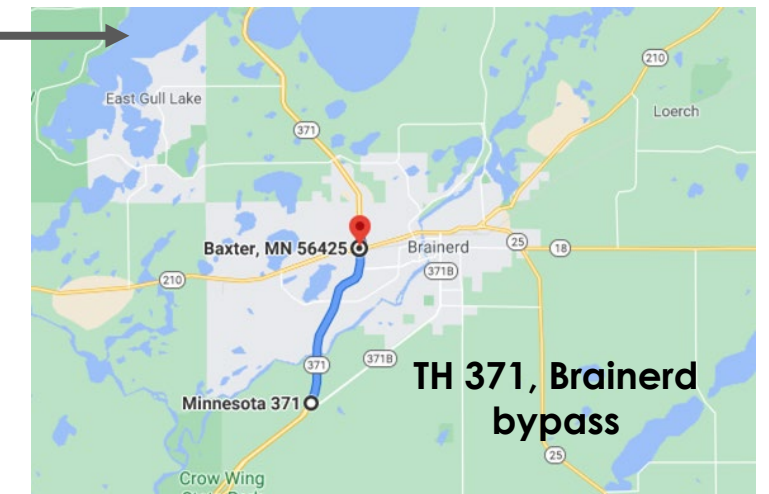 210
East Gull Lake
Loerch
371
Baxter, MN 56425
Brainerd
25
18
371B
210
371
371B
TH 371, Brainerd
bypass
Minnesota 371
25
Crow Wing